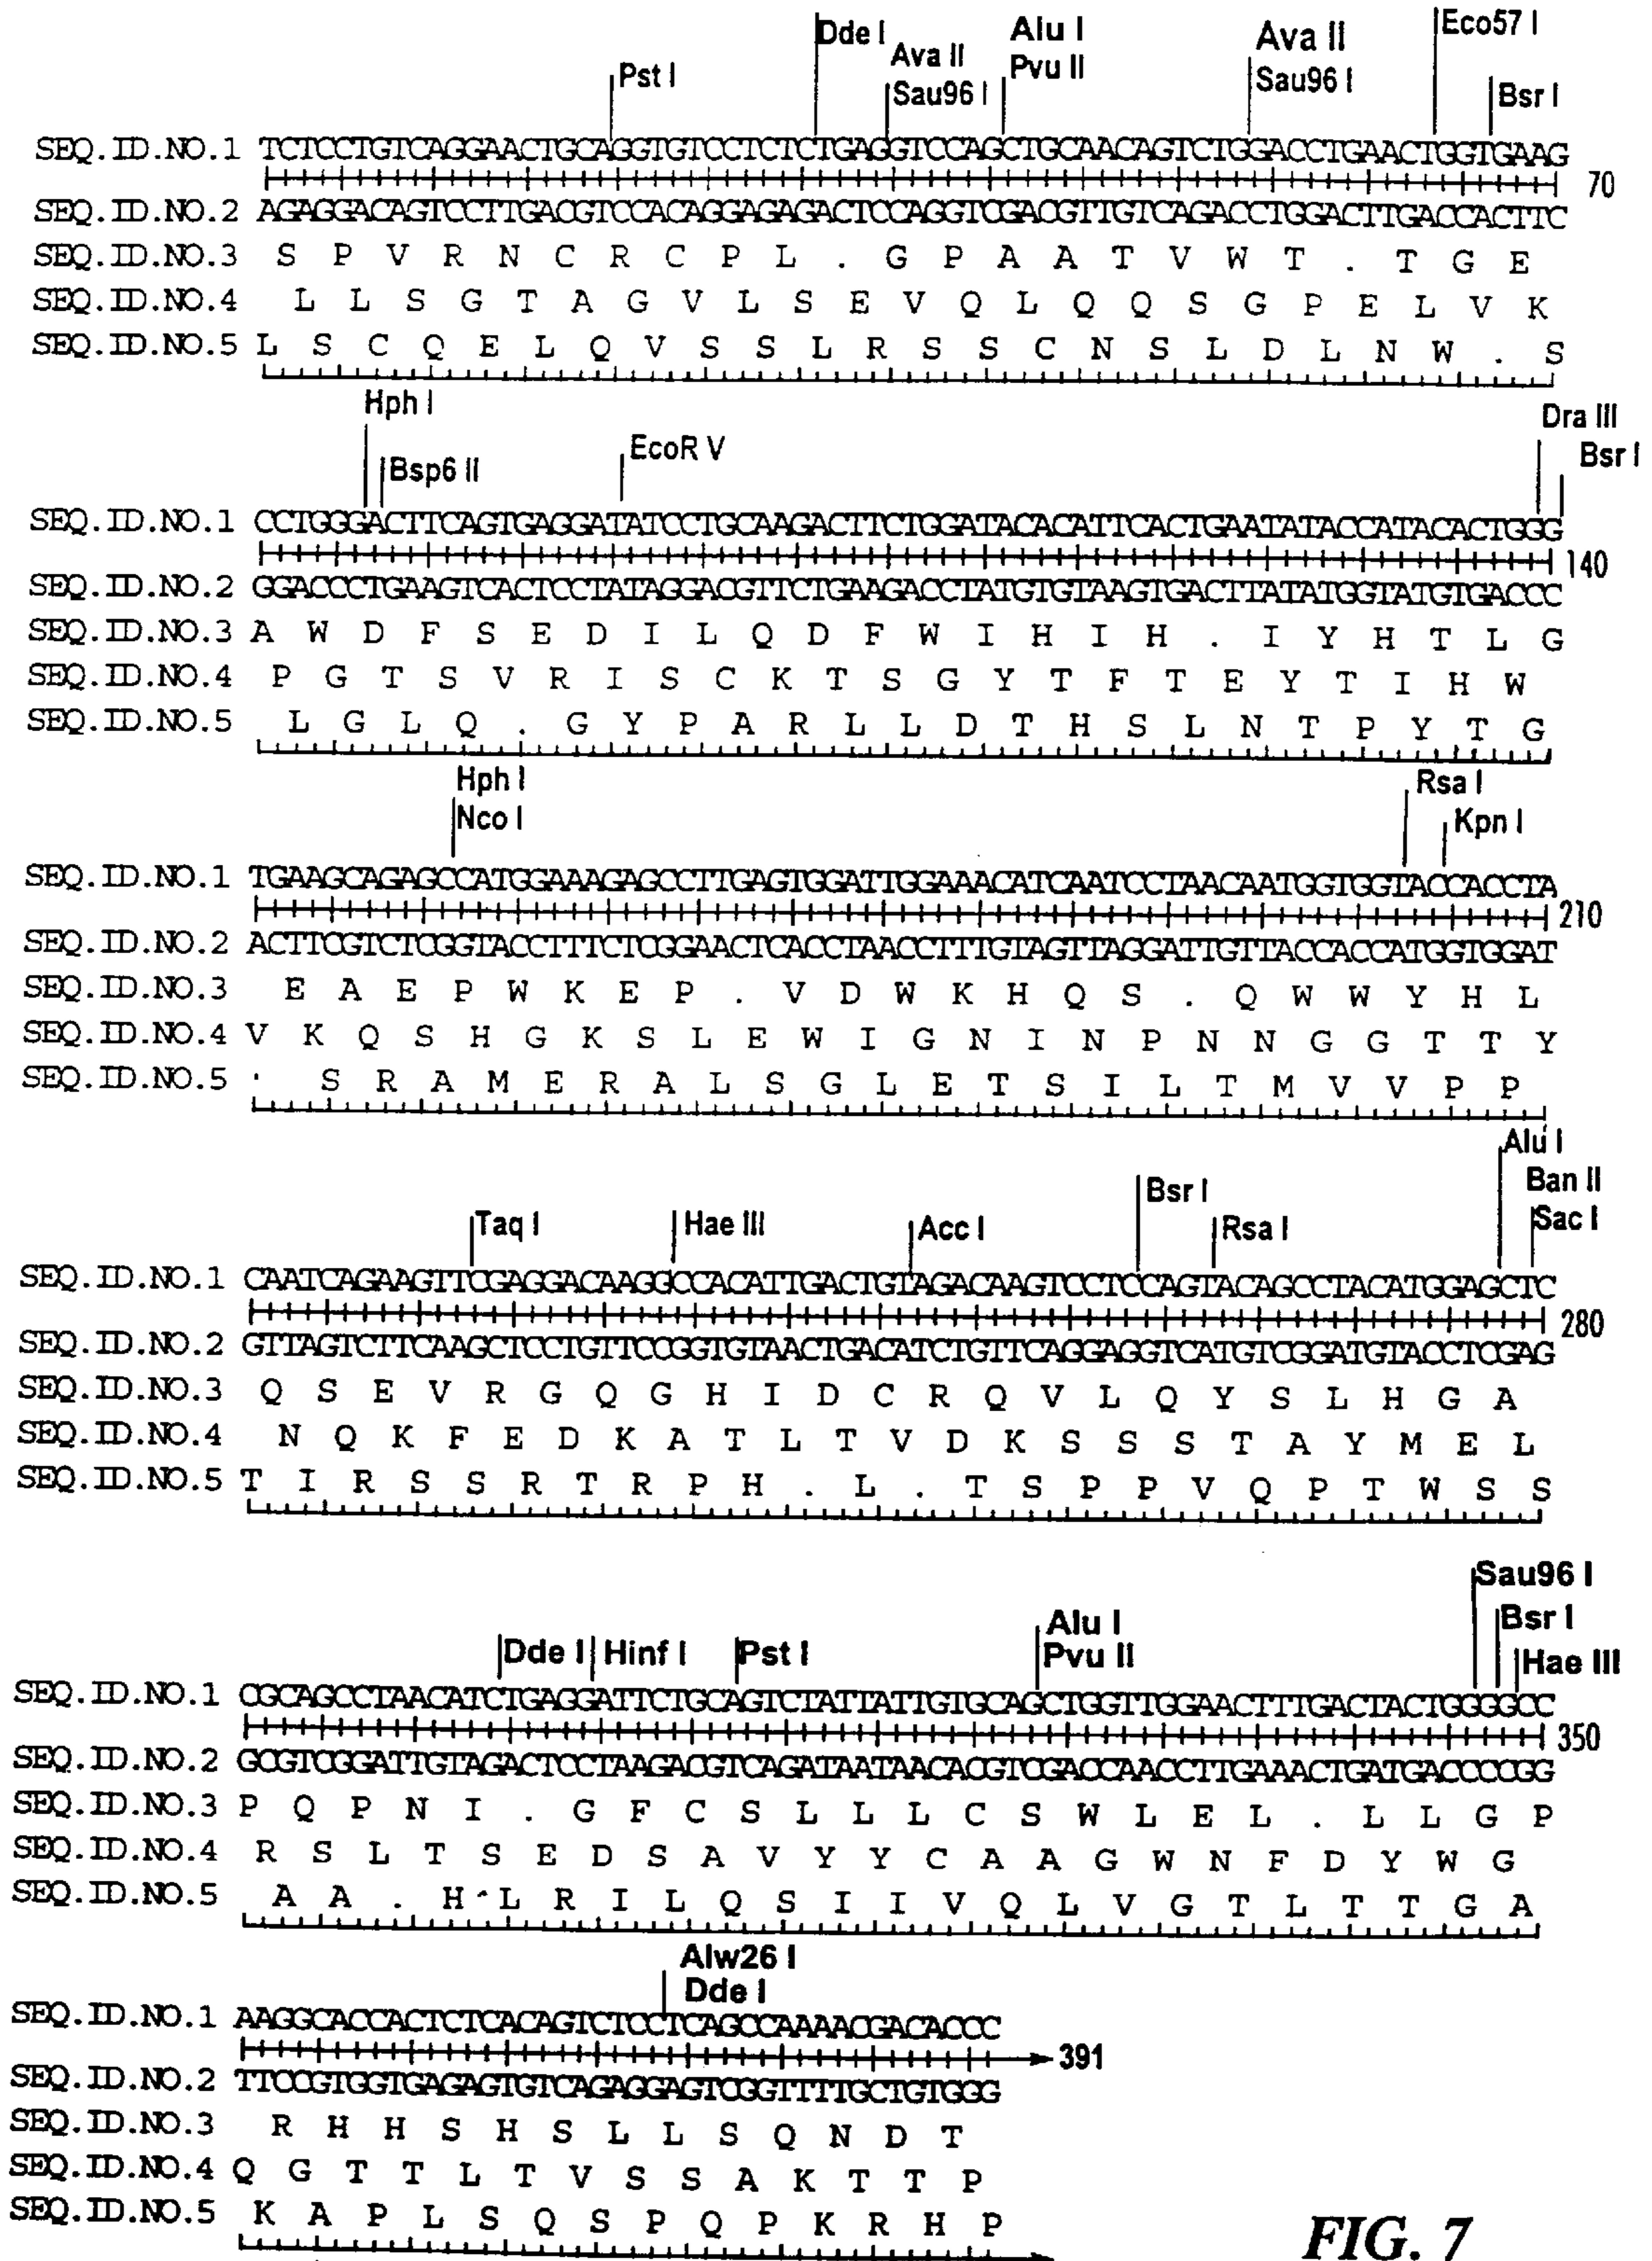 Dde I Alu I Ava II Eco57 I
Pst I Ava II Pvu II Sau96 I Bsr I
Sau96 I
SEQ.ID.NO.1 TCTCCTGTCAGGAACTGCAGGTGTCCTCTCTGAGGTCCAGCTGCAACAGTCTGGACCTGAACTGGTGAAG
70
SEQ.ID.NO.2 AGAGGACAGTCCTTGACGTCCACAGGAGAGACTCCAGGTCGACGTTGTCAGACCTGGACTTGACCACTTC
SEQ.ID.NO.3 S P V R N C R C P L . G P A A T V W T . T G E
SEQ.ID.NO.4 L L S G T A G V L S E V Q L Q Q S G P E L V K
SEQ.ID.NO.5 L S C Q E L Q V S S L R S S C N S L D L N W . S
Hph I Dra III
Bsp6 II EcoR V Bsr I
SEQ.ID.NO.1 CCTGGGACTTCAGTGAGGATATCCTGCAAGACTTCTGGATACACATTCACTGAATATACCATACACTGGG
140
SEQ.ID.NO.2 GGACCCTGAAGTCACTCCTATAGGACGTTCTGAAGACCTATGTGTAAGTGACTTATATGGTATGTGACCC
SEQ.ID.NO.3 A W D F S E D I L Q D F W I H I H . I Y H T L G
SEQ.ID.NO.4 P G T S V R I S C K T S G Y T F T E Y T I H W
SEQ.ID.NO.5 L G L Q . G Y P A R L L D T H S L N T P Y T G
Hph I Rsa I
Nco I Kpn I
SEQ.ID.NO.1 TGAAGCAGAGCCATGGAAAGAGCCTTGAGTGGATTGGAAACATCAATCCTAACAATGGTGGTACCACCTA
210
SEQ.ID.NO.2 ACTTCGTCTCGGTACCTTTCTCGGAACTCACCTAACCTTTGTAGTTAGGATTGTTACCACCATGGTGGAT
SEQ.ID.NO.3 E A E P W K E P . V D W K H Q S . Q W W Y H L
SEQ.ID.NO.4 V K Q S H G K S L E W I G N I N P N N G G T T Y
SEQ.ID.NO.5 . S R A M E R A L S G L E T S I L T M V V P P
Alu I
Bsr I Ban II
Taq I Hae III Acc I Rsa I Sac I
SEQ.ID.NO.1 CAATCAGAAGTTCGAGGACAAGGCCACATTGACTGTAGACAAGTCCTCCAGTACAGCCTACATGGAGCTC
280
SEQ.ID.NO.2 GTTAGTCTTCAAGCTCCTGTTCCGGTGTAACTGACATCTGTTCAGGAGGTCATGTCGGATGTACCTCGAG
SEQ.ID.NO.3 Q S E V R G Q G H I D C R Q V L Q Y S L H G A
SEQ.ID.NO.4 N Q K F E D K A T L T V D K S S S T A Y M E L
SEQ.ID.NO.5 T I R S S R T R P H . L . T S P P V Q P T W S S
Sau96 I
Alu I Bsr I
Dde I Hinf I Pst I Pvu II Hae III
SEQ.ID.NO.1 CGCAGCCTAACATCTGAGGATTCTGCAGTCTATTATTGTGCAGCTGGTTGGAACTTTGACTACTGGGGCC
350
SEQ.ID.NO.2 GCGTCGGATTGTAGACTCCTAAGACGTCAGATAATAACACGTCGACCAACCTTGAAACTGATGACCCCGG
SEQ.ID.NO.3 P Q P N I . G F C S L L L C S W L E L . L L G P
SEQ.ID.NO.4 R S L T S E D S A V Y Y C A A G W N F D Y W G
SEQ.ID.NO.5 A A . H L R I L Q S I I V Q L V G T L T T G A
Alw26 I
Dde I
SEQ.ID.NO.1 AAGGCACCACTCTCACAGTCTCCTCAGCCAAAACGACACCC
391
SEQ.ID.NO.2 TTCCGTGGTGAGAGTGTCAGAGGAGTCGGTTTTGCTGTGGG
SEQ.ID.NO.3 R H H S H S L L S Q N D T
SEQ.ID.NO.4 Q G T T L T V S S A K T T P
SEQ.ID.NO.5 K A P L S Q S P Q P K R H P
FIG. 7